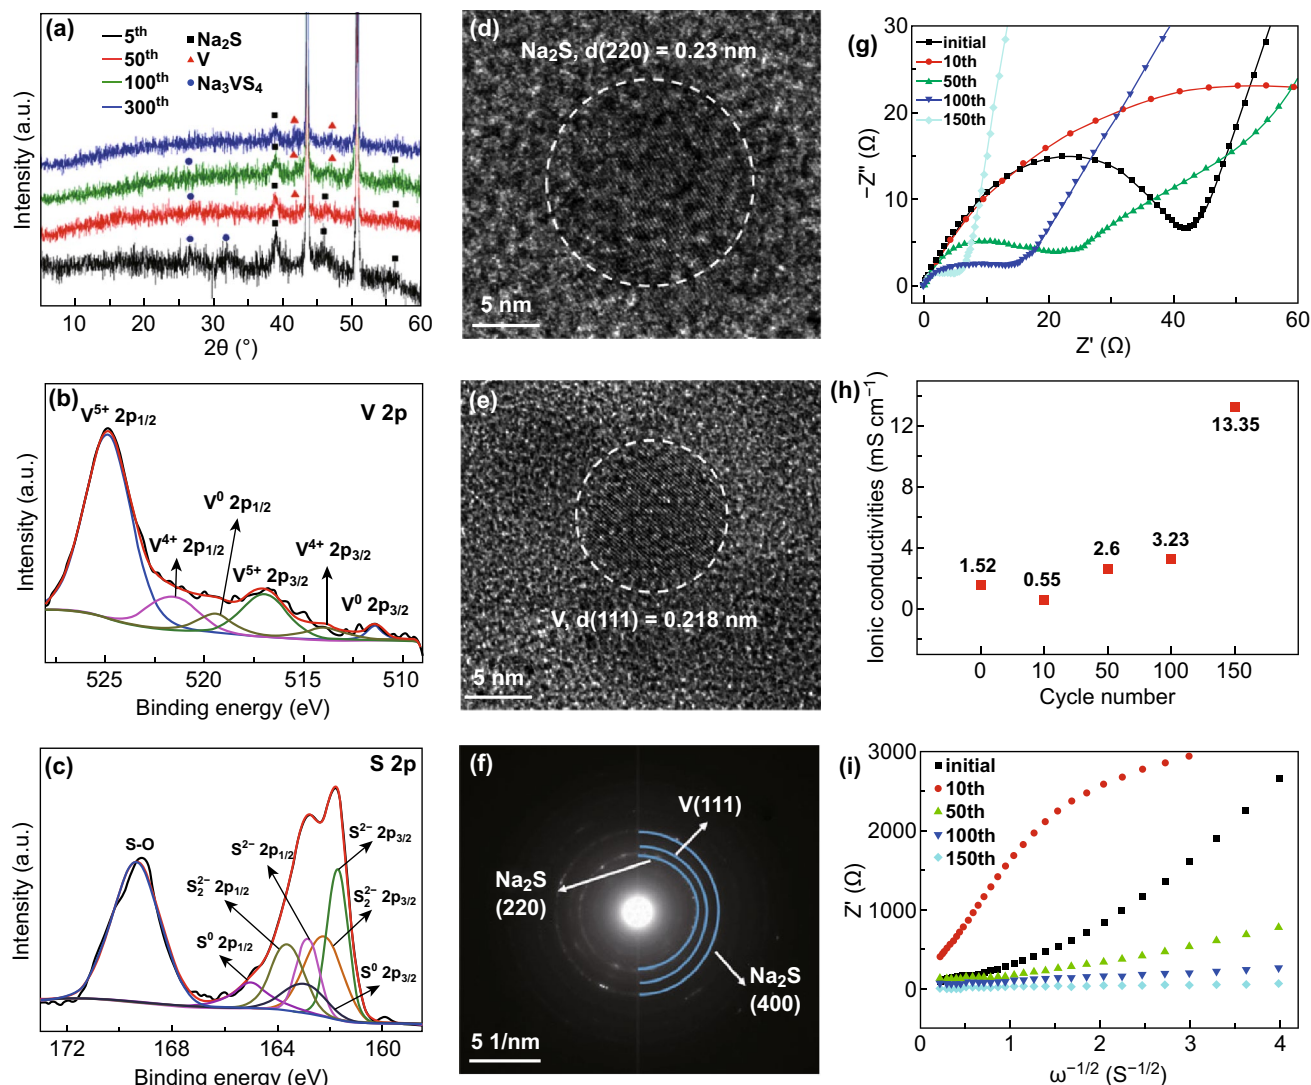 (a)
5th
50th
100th
300th
Na2S
V
Na3VS4
Intensity (a.u.)
10 20 30 40 50 60
2θ (°)
(b)
V 2p
V5+ 2p1/2
V4+ 2p1/2
V0 2p1/2
V5+ 2p3/2
V4+ 2p3/2
V0 2p3/2
Intensity (a.u.)
525 520 515 510
Binding energy (eV)
(c)
S 2p
S-O
S0 2p1/2
S2^2− 2p1/2
S2− 2p1/2
S2− 2p3/2
S2^2− 2p3/2
S0 2p3/2
Intensity (a.u.)
172 168 164 160
Binding energy (eV)
(d)
Na2S, d(220) = 0.23 nm
5 nm
(e)
V, d(111) = 0.218 nm
5 nm
(f)
V(111)
Na2S
(220)
Na2S
(400)
5 1/nm
(g)
initial
10th
50th
100th
150th
−Z" (Ω)
30
20
10
0
0 20 40 60
Z' (Ω)
(h)
Ionic conductivities (mS cm−1)
12
8
4
0
1.52
0.55
2.6
3.23
13.35
0 10 50 100 150
Cycle number
(i)
initial
10th
50th
100th
150th
Z' (Ω)
3000
2000
1000
0
0 1 2 3 4
ω−1/2 (S−1/2)